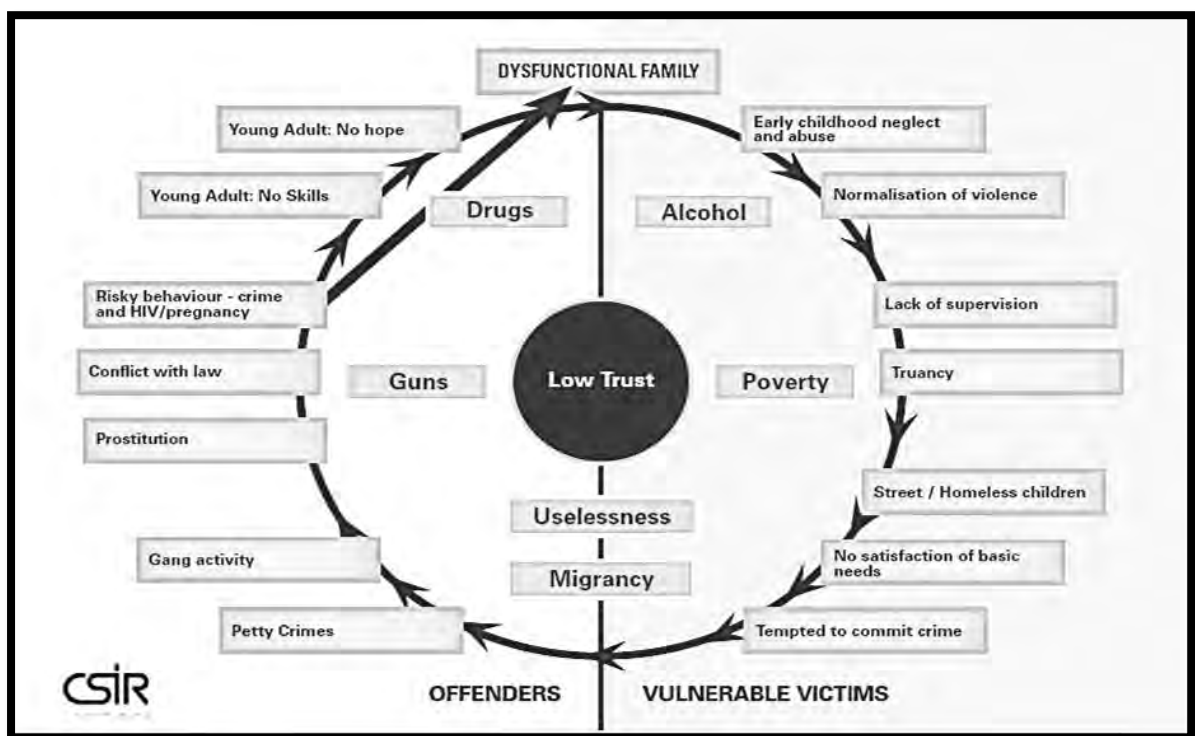 DYSFUNCTIONAL FAMILY
Early childhood neglect
and abuse
Normalisation of violence
Lack of supervision
Truancy
Street / Homeless children
No satisfaction of basic
needs
Tempted to commit crime
Petty Crimes
Gang activity
Prostitution
Conflict with law
Risky behaviour - crime
and HIV/pregnancy
Young Adult: No Skills
Young Adult: No hope
Drugs
Alcohol
Guns
Low Trust
Poverty
Uselessness
Migrancy
OFFENDERS
VULNERABLE VICTIMS
CSIR